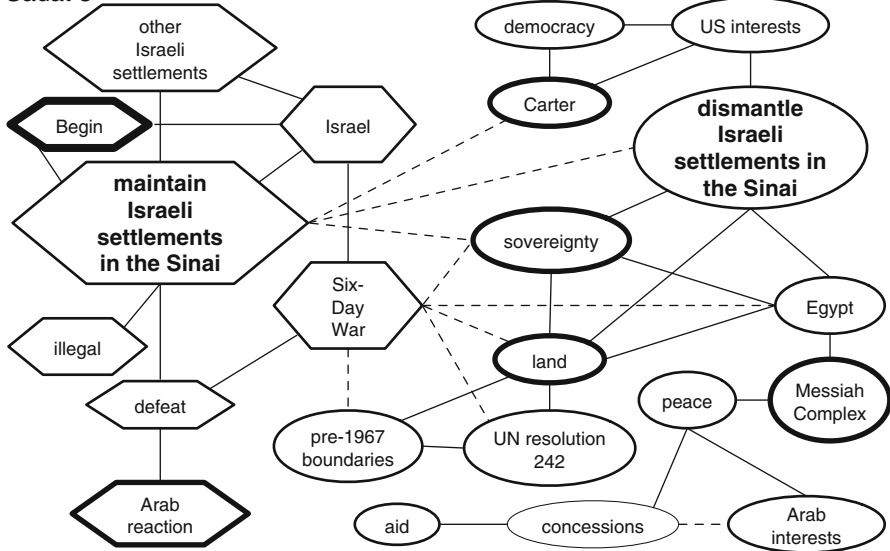 other
Israeli
settlements
democracy
US interests
Begin
Israel
Carter
dismantle
Israeli
settlements in
the Sinai
maintain
Israeli
settlements
in the Sinai
sovereignty
Six-
Day
War
Egypt
illegal
land
defeat
peace
Messiah
Complex
pre-1967
boundaries
UN resolution
242
Arab
reaction
aid
concessions
Arab
interests